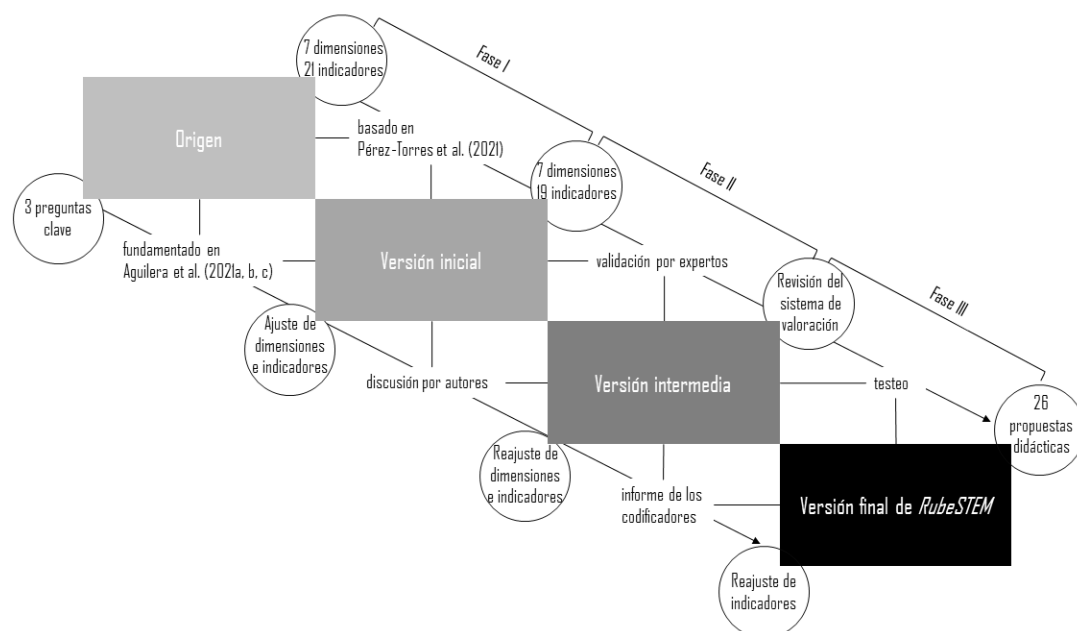 7 dimensiones
21 indicadores
Fase I
Origen
basado en
Pérez-Torres et al. (2021)
7 dimensiones
19 indicadores
Fase II
3 preguntas
clave
fundamentado en
Aguilera et al. (2021a, b, c)
Versión inicial
validación por expertos
Revisión del
sistema de
valoración
Fase III
Ajuste de
dimensiones
e indicadores
discusión por autores
Versión intermedia
testeo
26
propuestas
didácticas
Reajuste de
dimensiones
e indicadores
informe de los
codificadores
Versión final de RubeSTEM
Reajuste de
indicadores